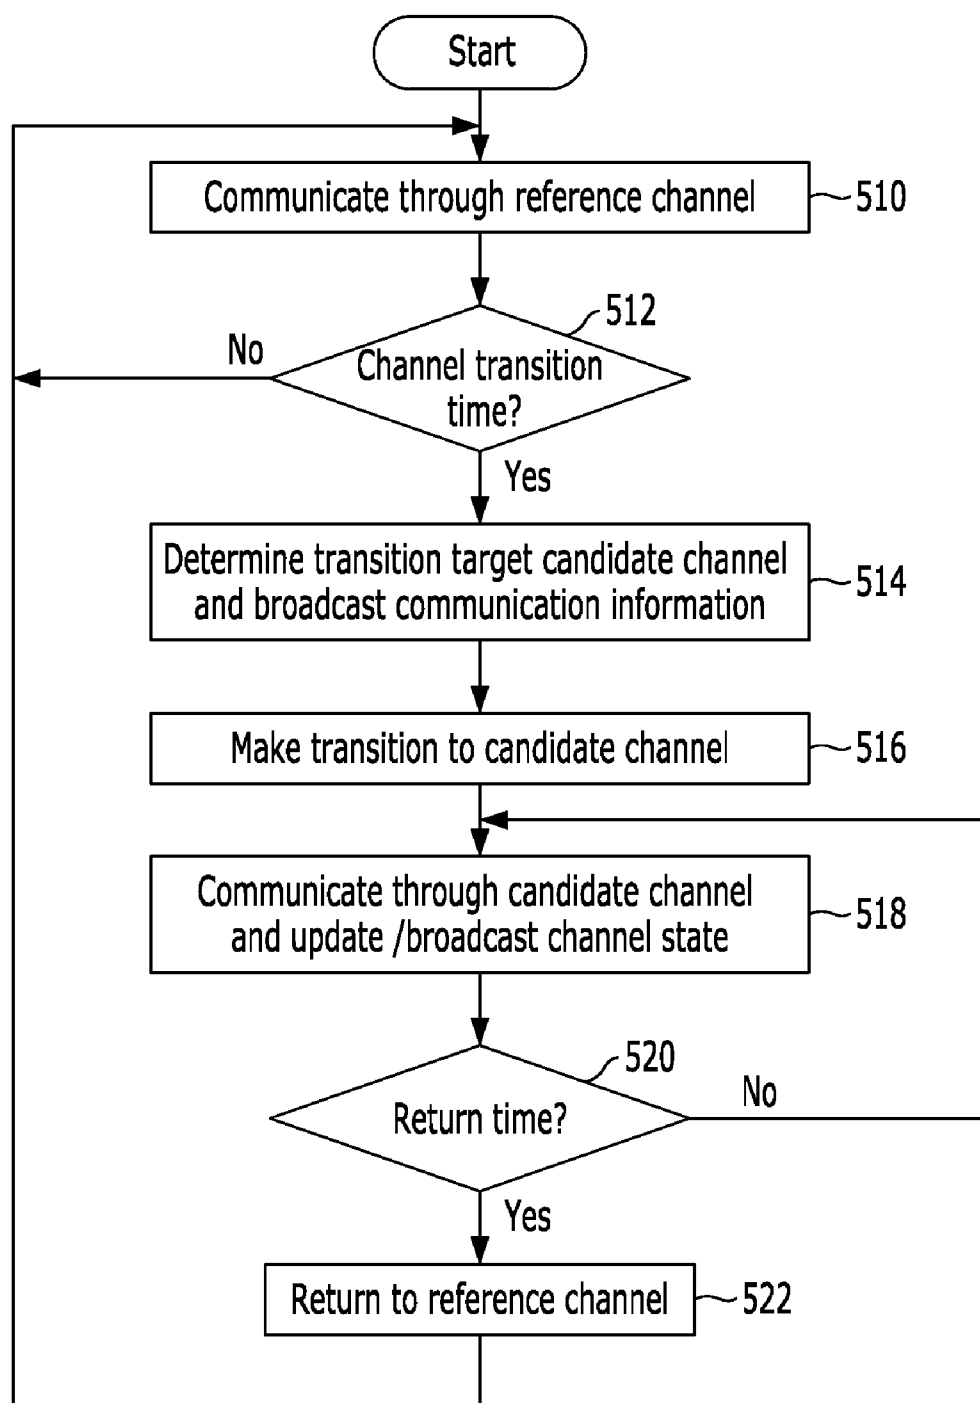 Start
Communicate through reference channel
510
512
No
Channel transition
time?
Yes
Determine transition target candidate channel
and broadcast communication information
514
Make transition to candidate channel
516
Communicate through candidate channel
and update /broadcast channel state
518
520
No
Return time?
Yes
Return to reference channel
522